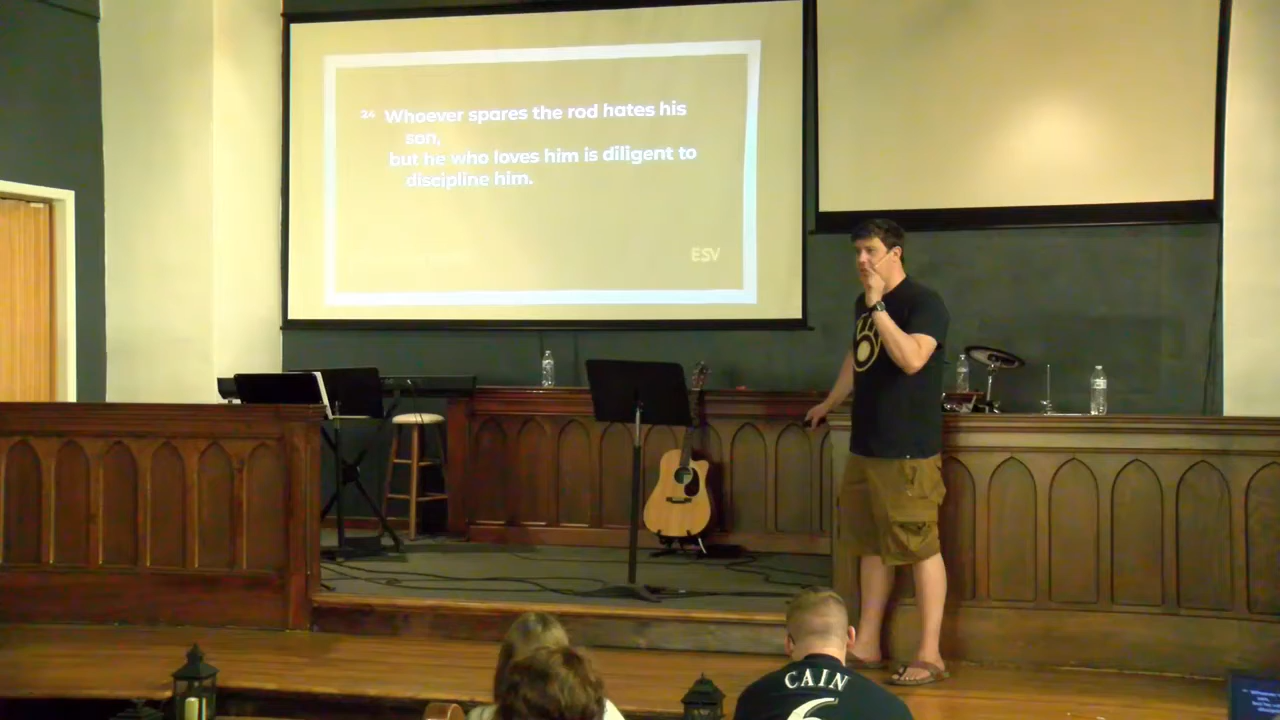 24 Whoever spares the rod hates his
son,
but he who loves him is diligent to
discipline him.
ESV
CAIN
6